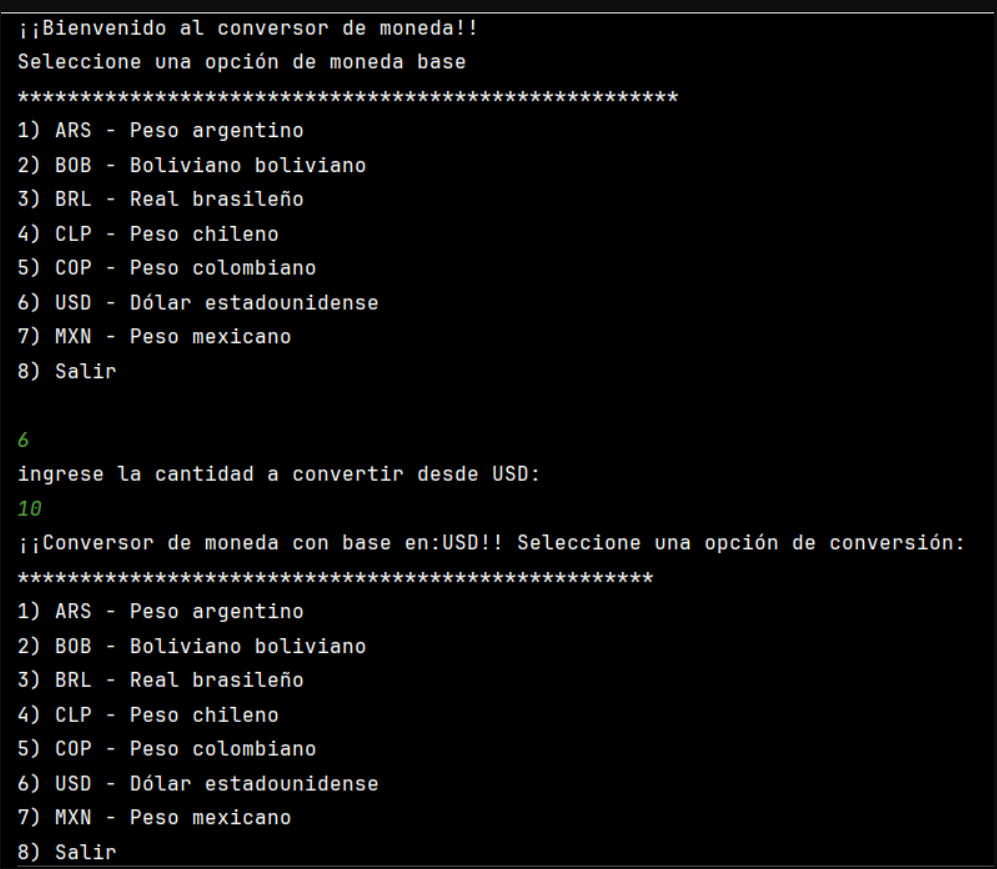 ¡¡Bienvenido al conversor de moneda!!
Seleccione una opción de moneda base
*****************************************************
1) ARS - Peso argentino
2) BOB - Boliviano boliviano
3) BRL - Real brasileño
4) CLP - Peso chileno
5) COP - Peso colombiano
6) USD - Dólar estadounidense
7) MXN - Peso mexicano
8) Salir
6
ingrese la cantidad a convertir desde USD:
10
¡¡Conversor de moneda con base en:USD!! Seleccione una opción de conversión:
***************************************************
1) ARS - Peso argentino
2) BOB - Boliviano boliviano
3) BRL - Real brasileño
4) CLP - Peso chileno
5) COP - Peso colombiano
6) USD - Dólar estadounidense
7) MXN - Peso mexicano
8) Salir